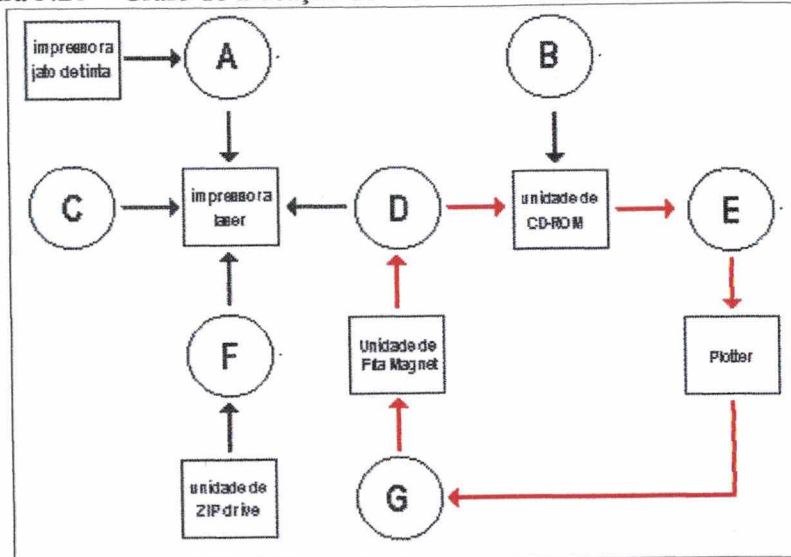 impressora
jato de tinta
A
B
C
impressora
laser
D
unidade de
CD-ROM
E
F
Unidade de
Fita Magnet
Plotter
unidade de
ZIP drive
G